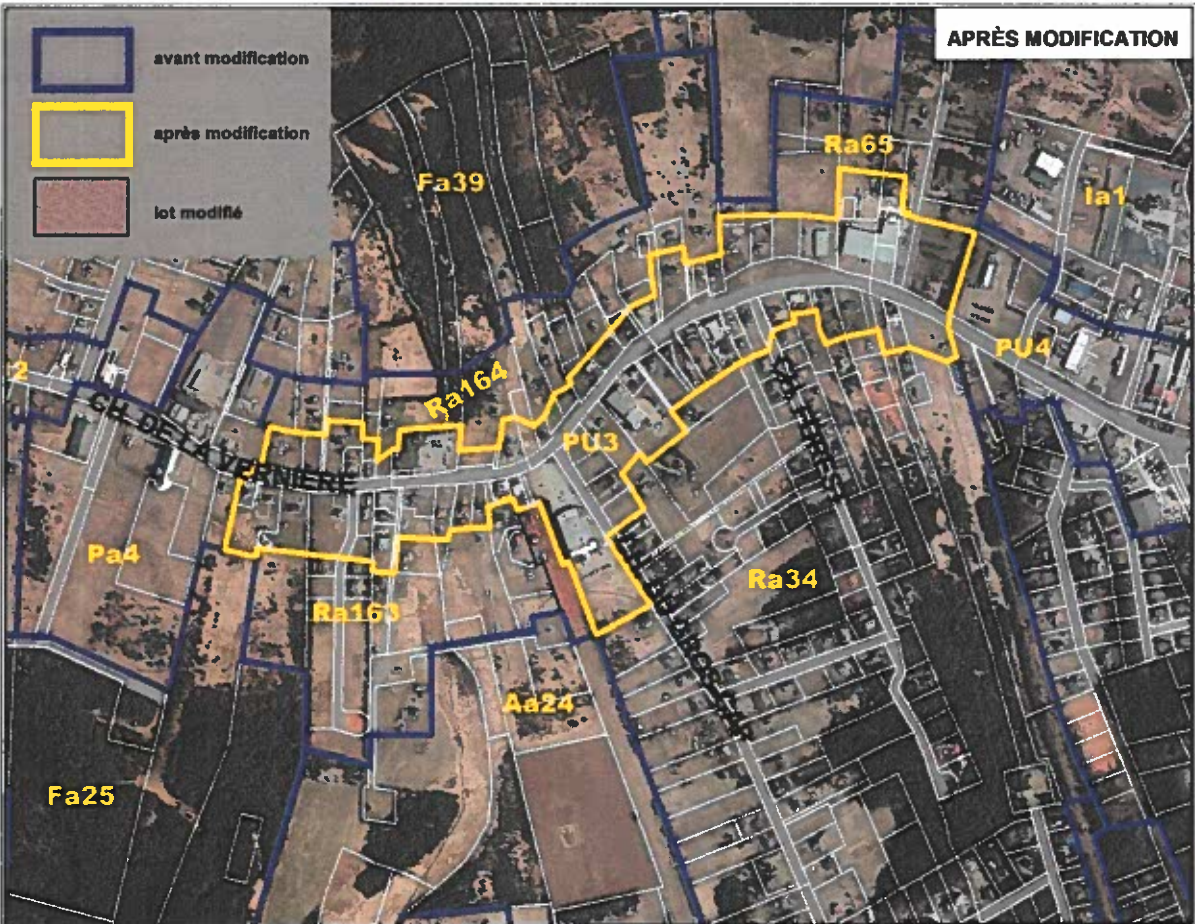 APRÈS MODIFICATION
avant modification
après modification
lot modifié
Ra65
Fa39
Ia1
PU4
2
Ra164
CH. DE LA VERNIÈRE
PU3
Pa4
Ra34
Ra163
Aa24
Fa25